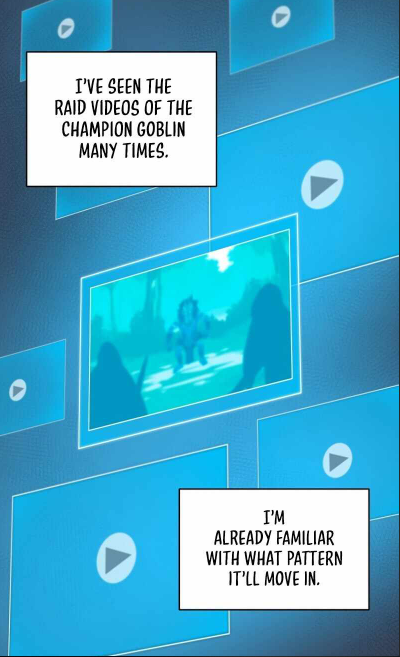 I'VE SEEN THE
RAID VIDEOS OF THE
CHAMPION GOBLIN
MANY TIMES.
I'M
ALREADY FAMILIAR
WITH WHAT PATTERN
IT'LL MOVE IN.